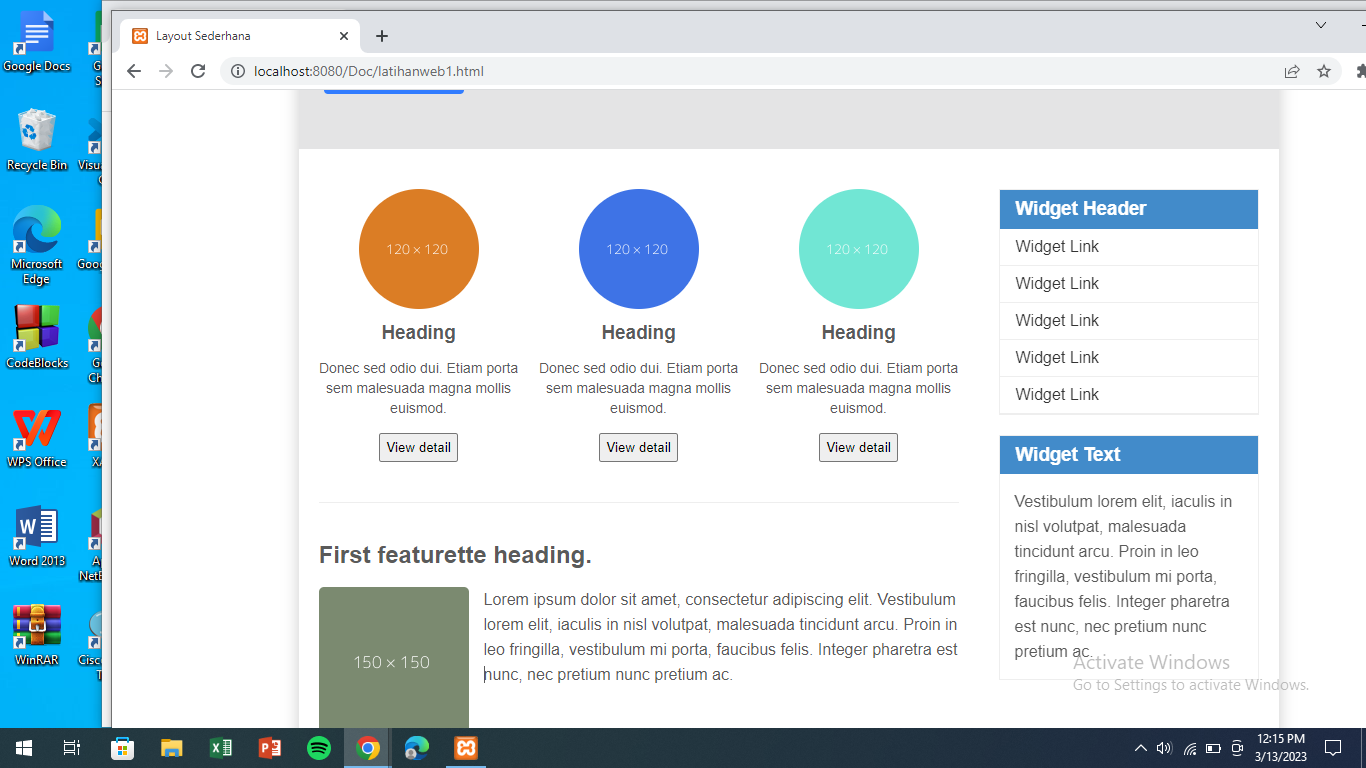 Layout Sederhana
localhost:8080/Doc/latihanweb1.html
Google Docs
Recycle Bin
Microsoft
Edge
CodeBlocks
WPS Office
Word 2013
WinRAR
120 × 120
120 × 120
120 × 120
Heading
Heading
Heading
Donec sed odio dui. Etiam porta
sem malesuada magna mollis
euismod.
Donec sed odio dui. Etiam porta
sem malesuada magna mollis
euismod.
Donec sed odio dui. Etiam porta
sem malesuada magna mollis
euismod.
View detail
View detail
View detail
First featurette heading.
150 × 150
Lorem ipsum dolor sit amet, consectetur adipiscing elit. Vestibulum
lorem elit, iaculis in nisl volutpat, malesuada tincidunt arcu. Proin in
leo fringilla, vestibulum mi porta, faucibus felis. Integer pharetra est
nunc, nec pretium nunc pretium ac.
Widget Header
Widget Link
Widget Link
Widget Link
Widget Link
Widget Link
Widget Text
Vestibulum lorem elit, iaculis in
nisl volutpat, malesuada
tincidunt arcu. Proin in leo
fringilla, vestibulum mi porta,
faucibus felis. Integer pharetra
est nunc, nec pretium nunc
pretium ac.
Activate Windows
Go to Settings to activate Windows.
12:15 PM
3/13/2023